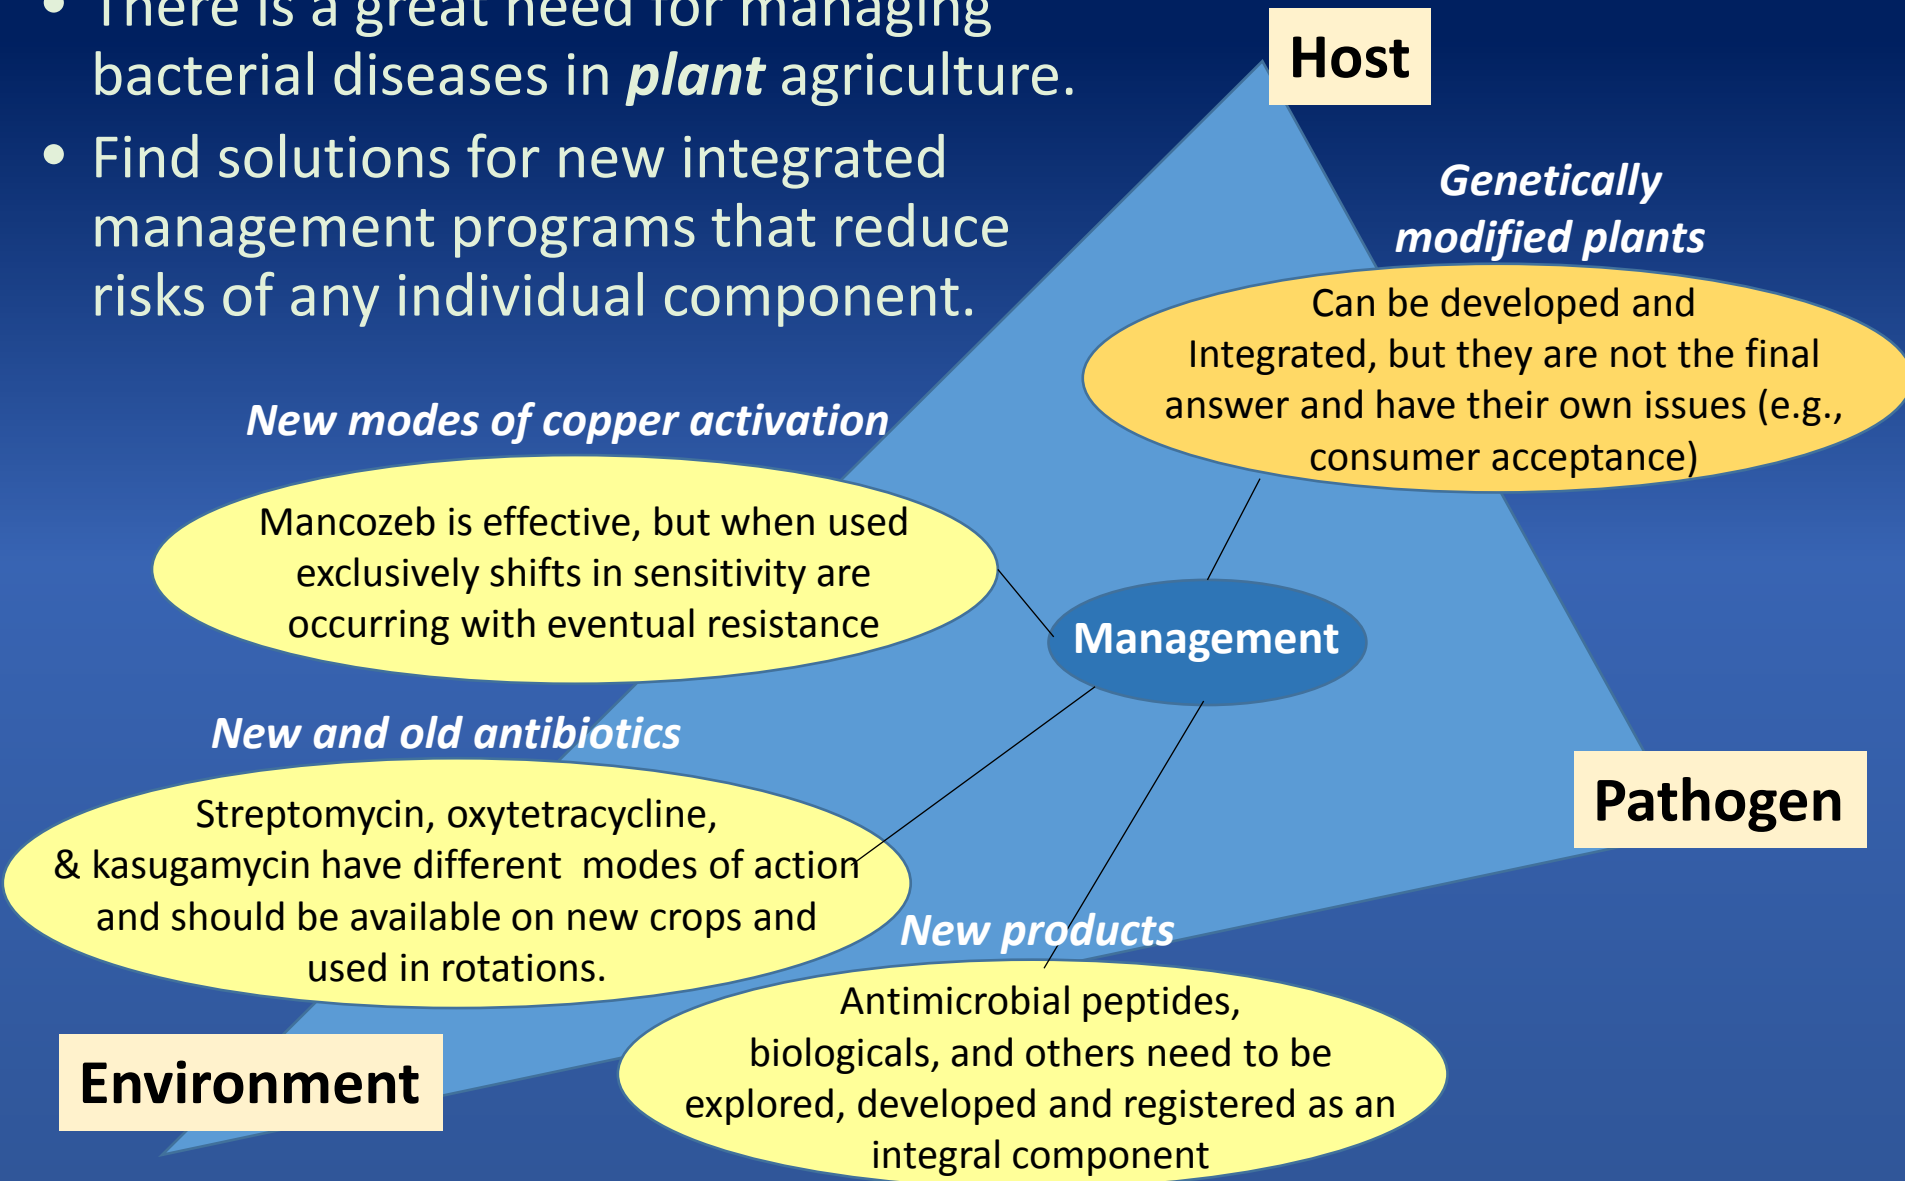 • There is a great need for managing
bacterial diseases in plant agriculture.
• Find solutions for new integrated
management programs that reduce
risks of any individual component.
Host
Genetically
modified plants
Can be developed and
Integrated, but they are not the final
answer and have their own issues (e.g.,
consumer acceptance)
New modes of copper activation
Mancozeb is effective, but when used
exclusively shifts in sensitivity are
occurring with eventual resistance
Management
New and old antibiotics
Streptomycin, oxytetracycline,
& kasugamycin have different modes of action
and should be available on new crops and
used in rotations.
Pathogen
New products
Antimicrobial peptides,
biologicals, and others need to be
explored, developed and registered as an
integral component
Environment